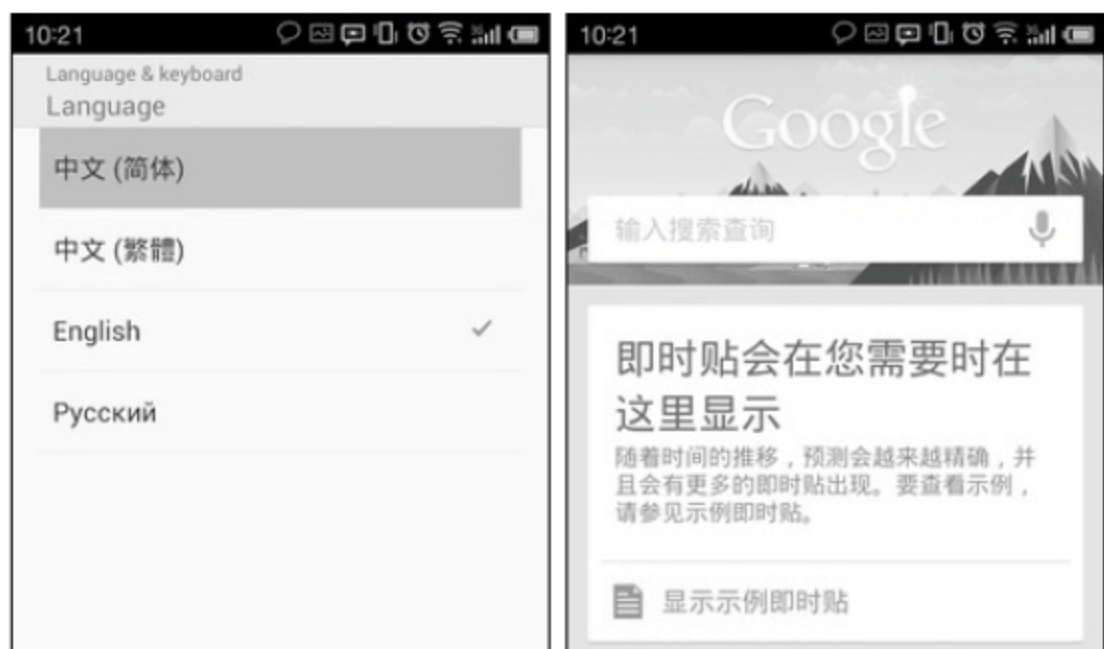 10:21
Language & keyboard
Language
中文 (简体)
中文 (繁體)
English
Русский
10:21
Google
输入搜索查询
即时贴会在您需要时在
这里显示
随着时间的推移，预测会越来越精确，并
且会有更多的即时贴出现。要查看示例，
请参见示例即时贴。
显示示例即时贴